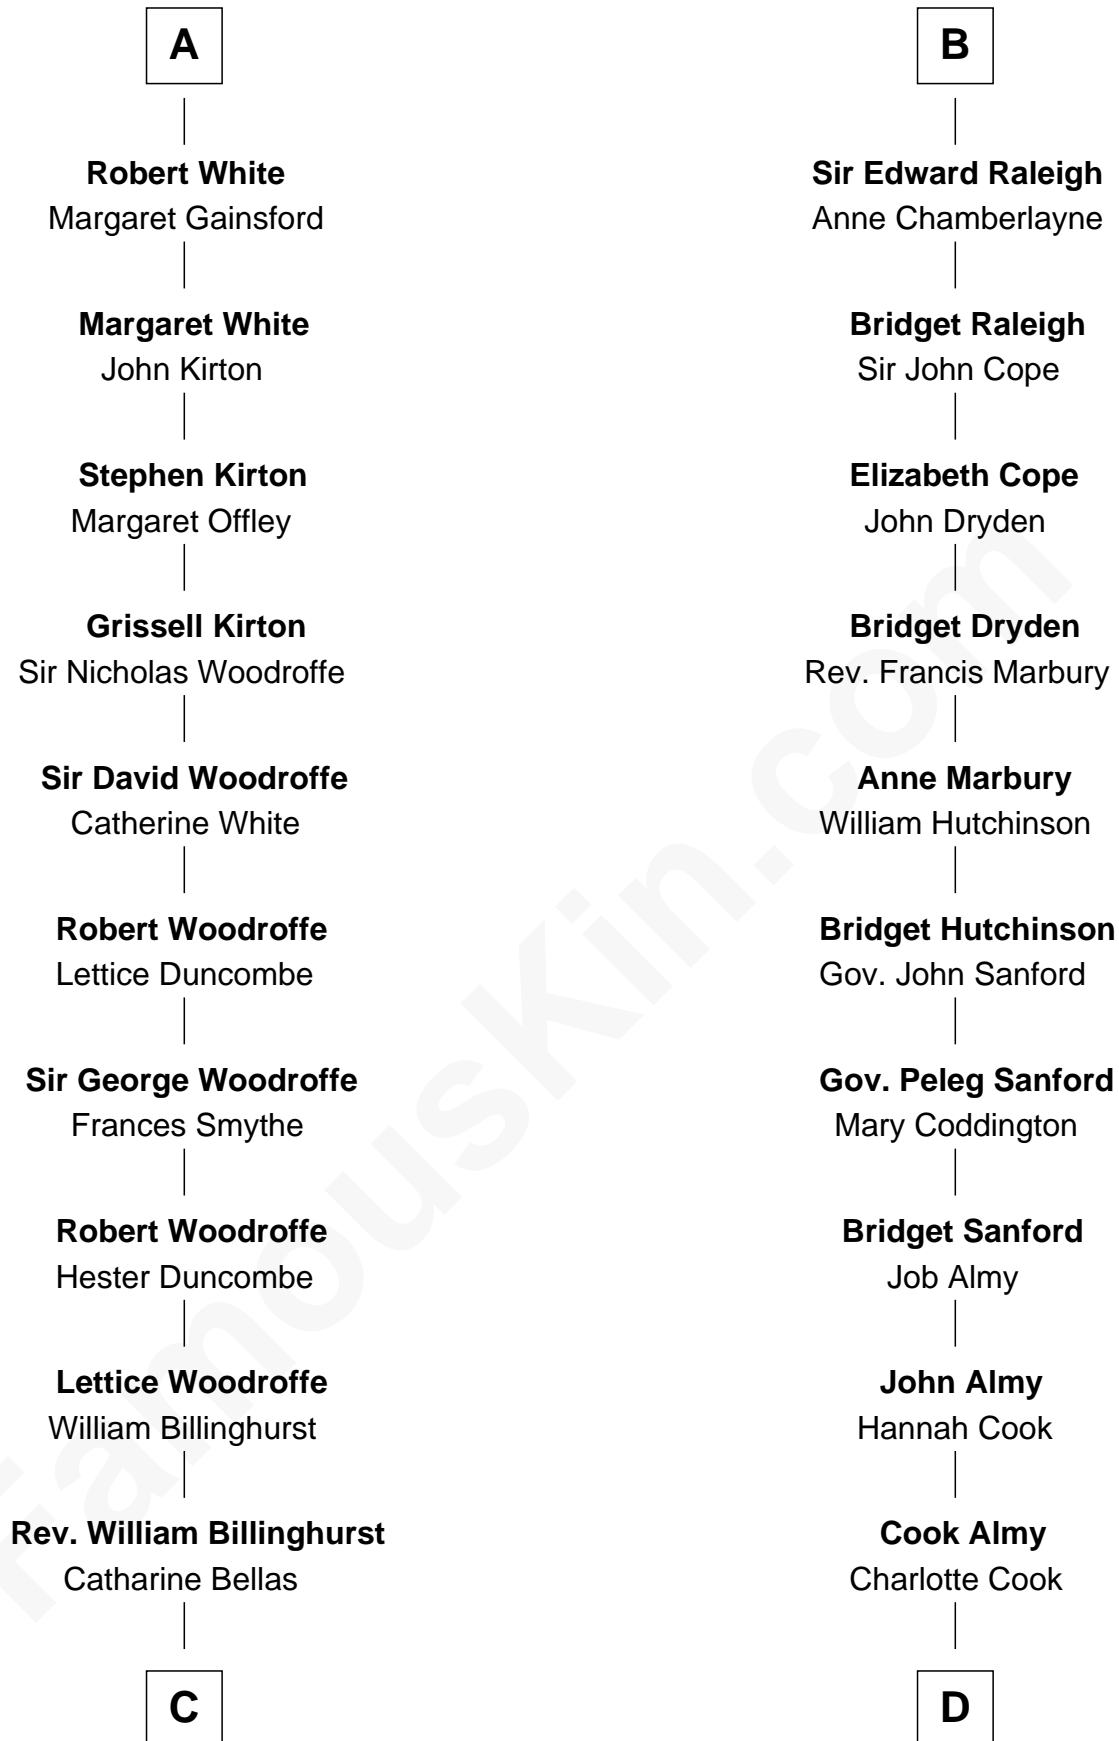 A
Robert White
Margaret Gainsford
Margaret White
John Kirton
Stephen Kirton
Margaret Offley
Grissell Kirton
Sir Nicholas Woodroffe
Sir David Woodroffe
Catherine White
Robert Woodroffe
Lettice Duncombe
Sir George Woodroffe
Frances Smythe
Robert Woodroffe
Hester Duncombe
Lettice Woodroffe
William Billinghurst
Rev. William Billinghurst
Catharine Bellas
C
B
Sir Edward Raleigh
Anne Chamberlayne
Bridget Raleigh
Sir John Cope
Elizabeth Cope
John Dryden
Bridget Dryden
Rev. Francis Marbury
Anne Marbury
William Hutchinson
Bridget Hutchinson
Gov. John Sanford
Gov. Peleg Sanford
Mary Coddington
Bridget Sanford
Job Almy
John Almy
Hannah Cook
Cook Almy
Charlotte Cook
D
FamousKin.com